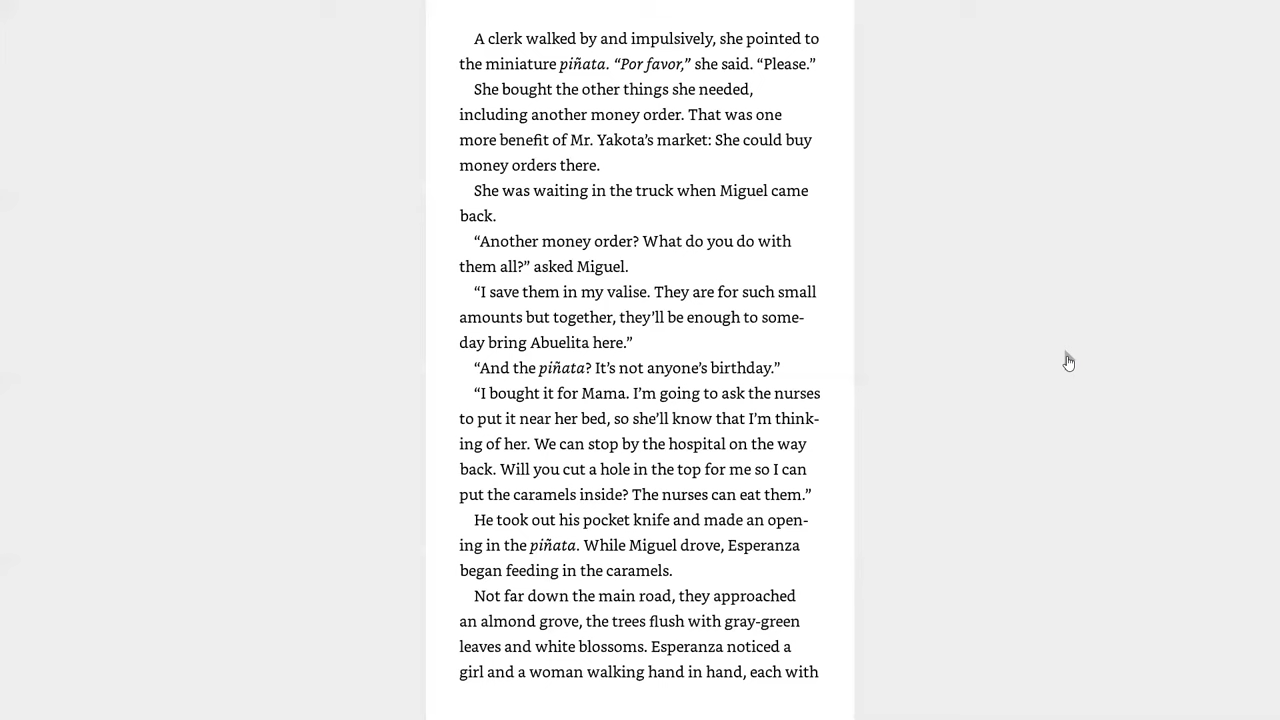 A clerk walked by and impulsively, she pointed to
the miniature piñata. “Por favor,” she said. “Please.”
She bought the other things she needed,
including another money order. That was one
more benefit of Mr. Yakota’s market: She could buy
money orders there.
She was waiting in the truck when Miguel came
back.
“Another money order? What do you do with
them all?” asked Miguel.
“I save them in my valise. They are for such small
amounts but together, they’ll be enough to some-
day bring Abuelita here.”
“And the piñata? It’s not anyone’s birthday.”
“I bought it for Mama. I’m going to ask the nurses
to put it near her bed, so she’ll know that I’m think-
ing of her. We can stop by the hospital on the way
back. Will you cut a hole in the top for me so I can
put the caramels inside? The nurses can eat them.”
He took out his pocket knife and made an open-
ing in the piñata. While Miguel drove, Esperanza
began feeding in the caramels.
Not far down the main road, they approached
an almond grove, the trees flush with gray-green
leaves and white blossoms. Esperanza noticed a
girl and a woman walking hand in hand, each with